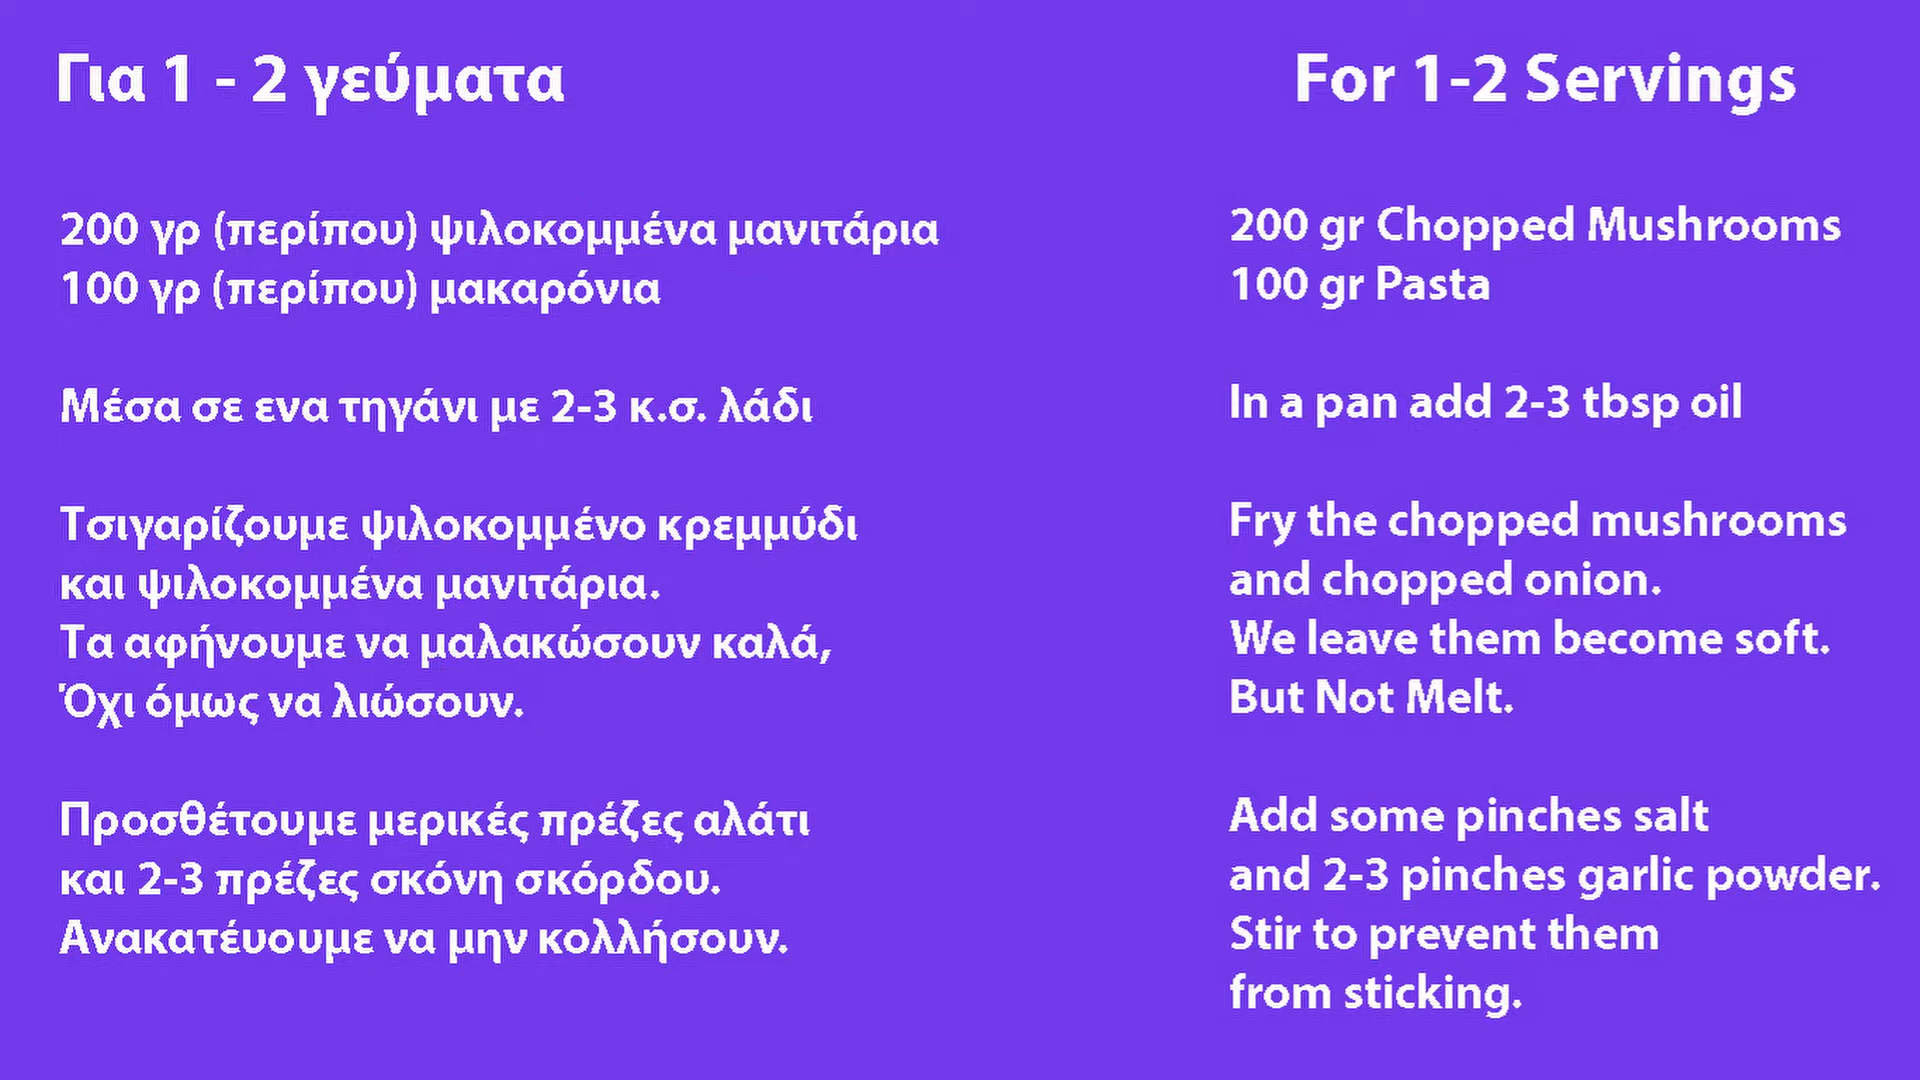 Για 1 - 2 γεύματα
200 γρ (περίπου) ψιλοκομμένα μανιτάρια
100 γρ (περίπου) μακαρόνια
Μέσα σε ενα τηγάνι με 2-3 κ.σ. λάδι
Τσιγαρίζουμε ψιλοκομμένο κρεμμύδι
και ψιλοκομμένα μανιτάρια.
Τα αφήνουμε να μαλακώσουν καλά,
Όχι όμως να λιώσουν.
Προσθέτουμε μερικές πρέζες αλάτι
και 2-3 πρέζες σκόνη σκόρδου.
Ανακατέυουμε να μην κολλήσουν.
For 1-2 Servings
200 gr Chopped Mushrooms
100 gr Pasta
In a pan add 2-3 tbsp oil
Fry the chopped mushrooms
and chopped onion.
We leave them become soft.
But Not Melt.
Add some pinches salt
and 2-3 pinches garlic powder.
Stir to prevent them
from sticking.